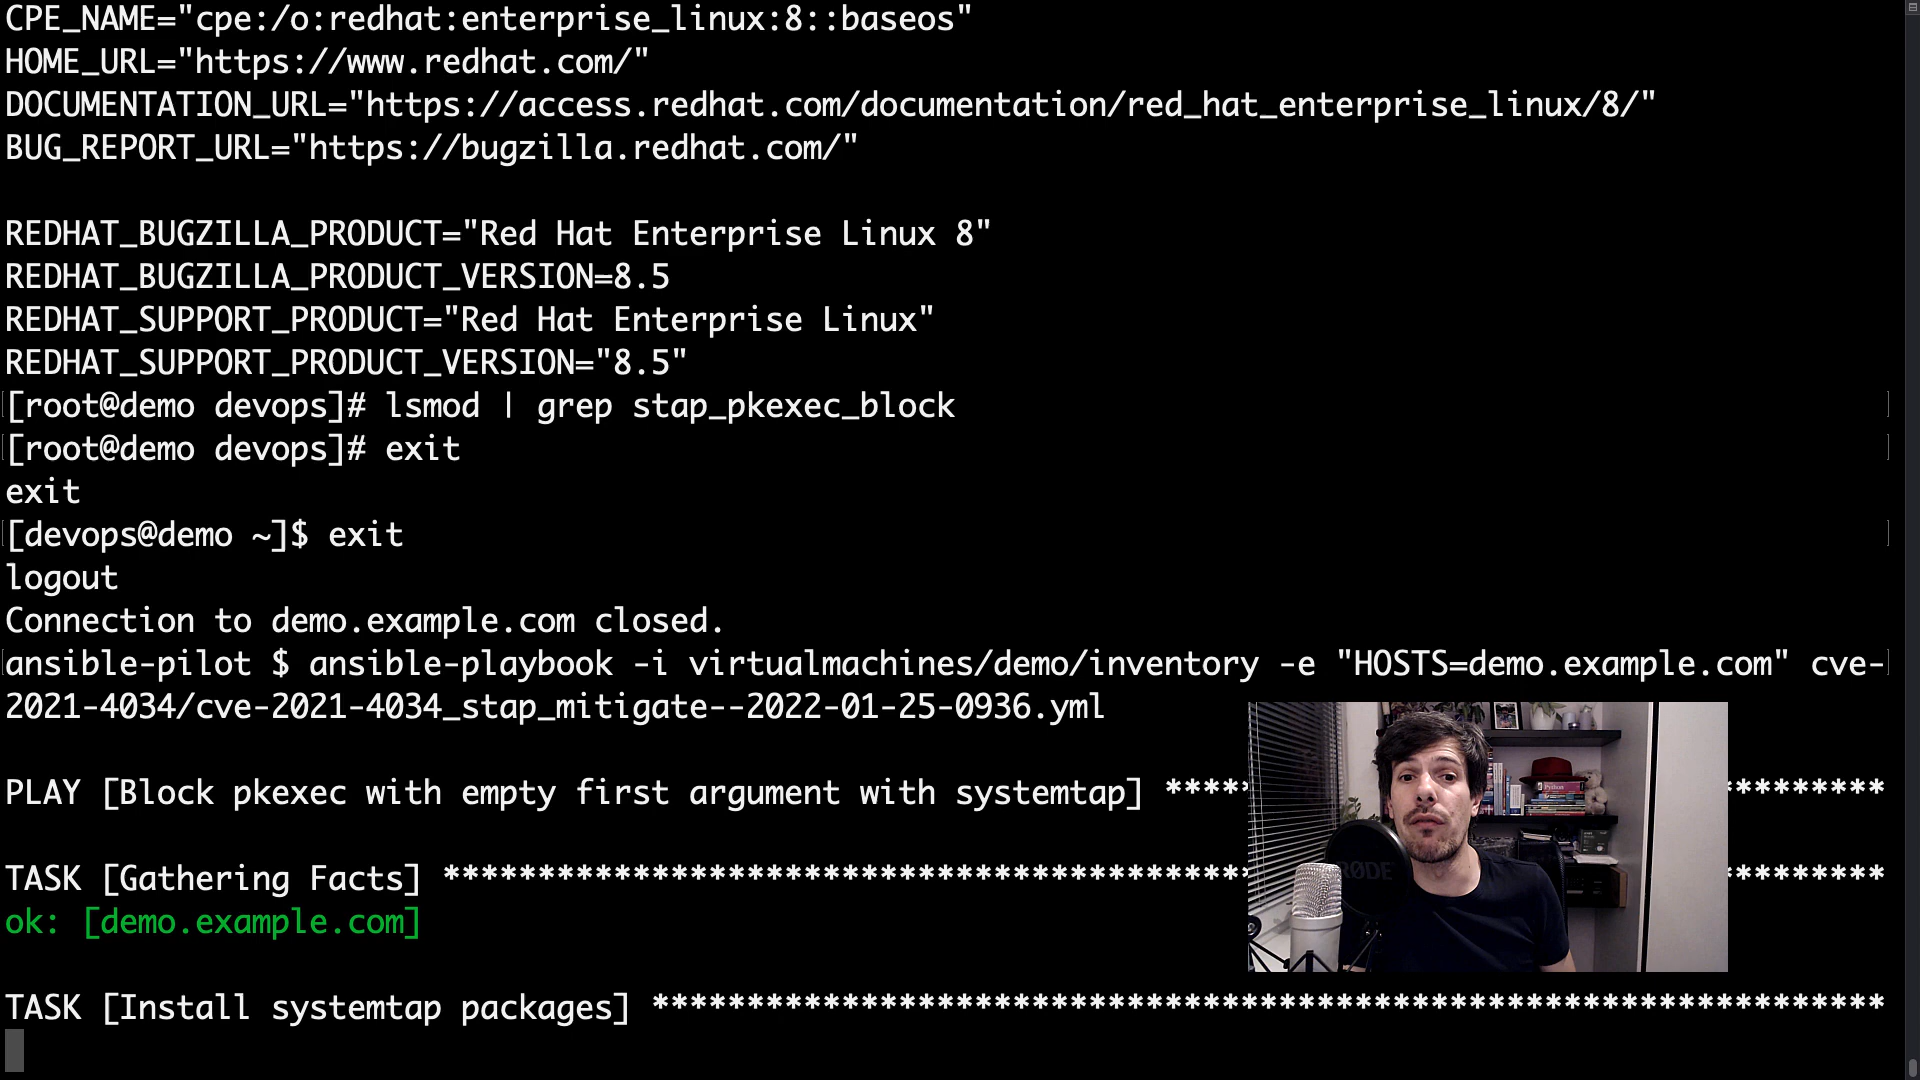 CPE_NAME="cpe:/o:redhat:enterprise_linux:8::baseos"
HOME_URL="https://www.redhat.com/"
DOCUMENTATION_URL="https://access.redhat.com/documentation/red_hat_enterprise_linux/8/"
BUG_REPORT_URL="https://bugzilla.redhat.com/"
REDHAT_BUGZILLA_PRODUCT="Red Hat Enterprise Linux 8"
REDHAT_BUGZILLA_PRODUCT_VERSION=8.5
REDHAT_SUPPORT_PRODUCT="Red Hat Enterprise Linux"
REDHAT_SUPPORT_PRODUCT_VERSION="8.5"
[root@demo devops]# lsmod | grep stap_pkexec_block
[root@demo devops]# exit
exit
[devops@demo ~]$ exit
logout
Connection to demo.example.com closed.
ansible-pilot $ ansible-playbook -i virtualmachines/demo/inventory -e "HOSTS=demo.example.com" cve-
2021-4034/cve-2021-4034_stap_mitigate--2022-01-25-0936.yml
PLAY [Block pkexec with empty first argument with systemtap] *************
TASK [Gathering Facts] ***************************************************
ok: [demo.example.com]
TASK [Install systemtap packages] *****************************************************************
RØDE
Python